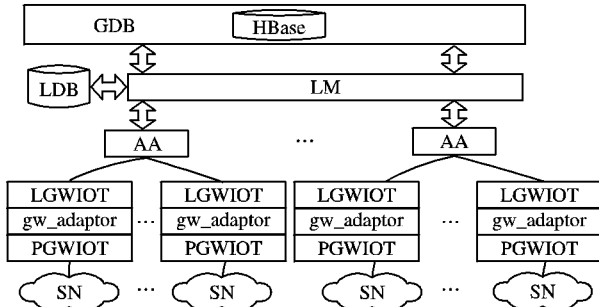 GDB HBase
LDB LM
AA ... AA
LGWIOT LGWIOT LGWIOT LGWIOT
gw_adaptor ... gw_adaptor gw_adaptor ... gw_adaptor
PGWIOT PGWIOT PGWIOT PGWIOT
SN ... SN SN ... SN